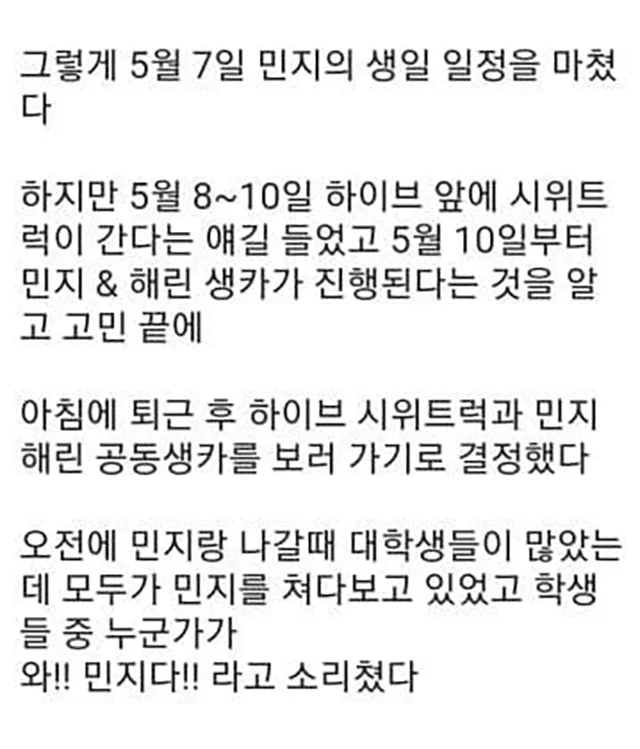 그렇게 5월 7일 민지의 생일 일정을 마쳤
다
하지만 5월 8~10일 하이브 앞에 시위트
럭이 간다는 얘길 들었고 5월 10일부터
민지 & 해린 생카가 진행된다는 것을 알
고 고민 끝에
아침에 퇴근 후 하이브 시위트럭과 민지
해린 공동생카를 보러 가기로 결정했다
오전에 민지랑 나갈때 대학생들이 많았는
데 모두가 민지를 쳐다보고 있었고 학생
들 중 누군가가
와!! 민지다!! 라고 소리쳤다